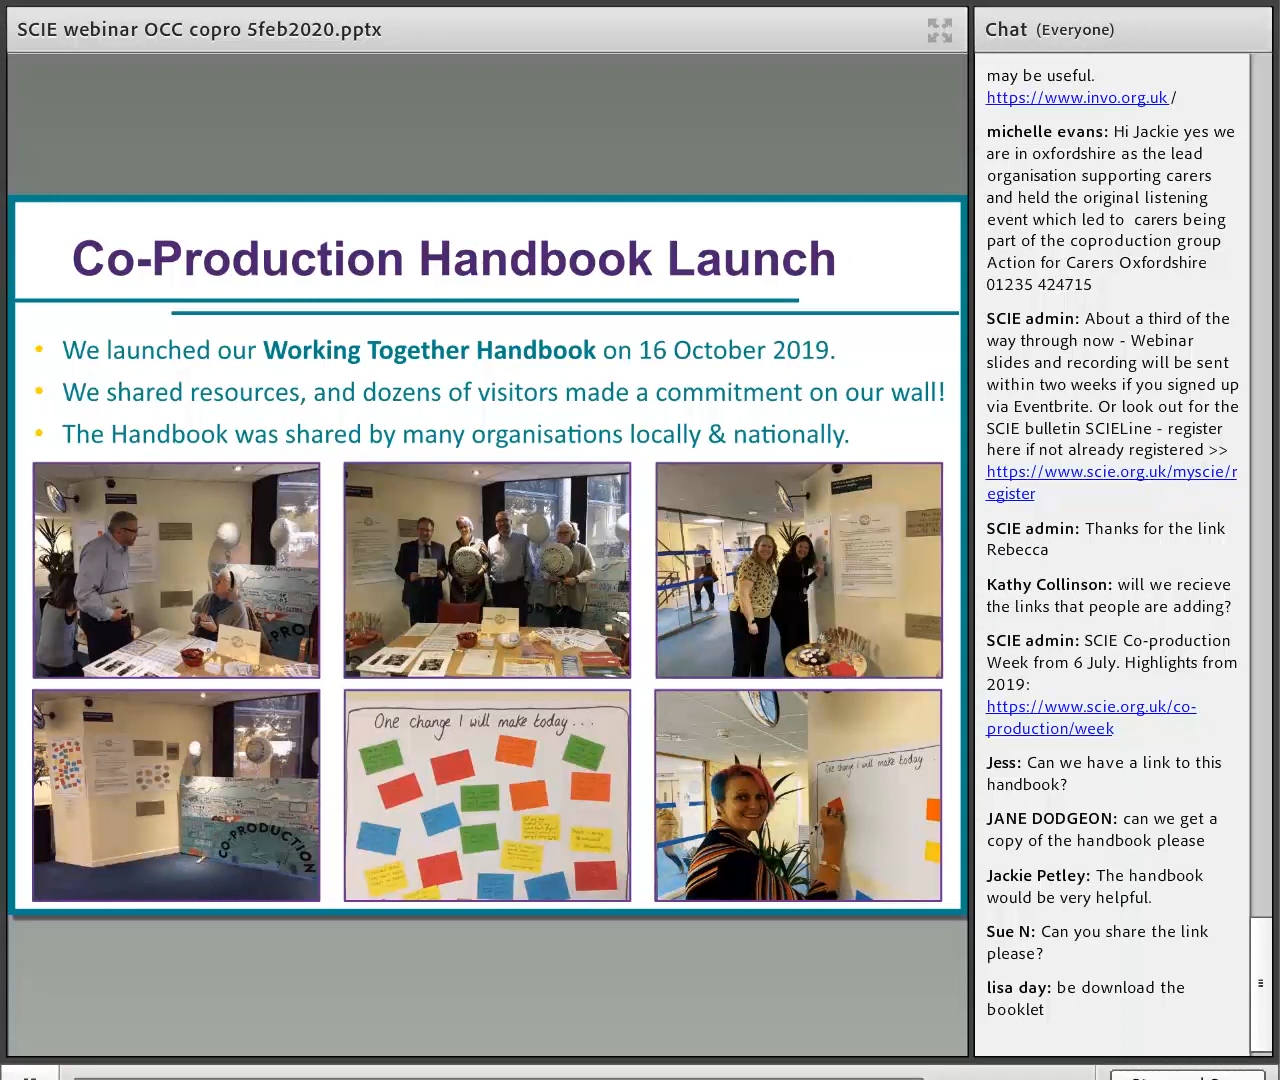 SCIE webinar OCC copro 5feb2020.pptx
Co-Production Handbook Launch
• We launched our Working Together Handbook on 16 October 2019.
• We shared resources, and dozens of visitors made a commitment on our wall!
• The Handbook was shared by many organisations locally & nationally.
CO-PRODUCTION
One change I will make today . . .
One change I will make today
Chat (Everyone)
may be useful.
https://www.invo.org.uk/
michelle evans: Hi Jackie yes we
are in oxfordshire as the lead
organisation supporting carers
and held the original listening
event which led to carers being
part of the coproduction group
Action for Carers Oxfordshire
01235 424715
SCIE admin: About a third of the
way through now - Webinar
slides and recording will be sent
within two weeks if you signed up
via Eventbrite. Or look out for the
SCIE bulletin SCIELine - register
here if not already registered >>
https://www.scie.org.uk/myscie/r
egister
SCIE admin: Thanks for the link
Rebecca
Kathy Collinson: will we recieve
the links that people are adding?
SCIE admin: SCIE Co-production
Week from 6 July. Highlights from
2019:
https://www.scie.org.uk/co-
production/week
Jess: Can we have a link to this
handbook?
JANE DODGEON: can we get a
copy of the handbook please
Jackie Petley: The handbook
would be very helpful.
Sue N: Can you share the link
please?
lisa day: be download the
booklet